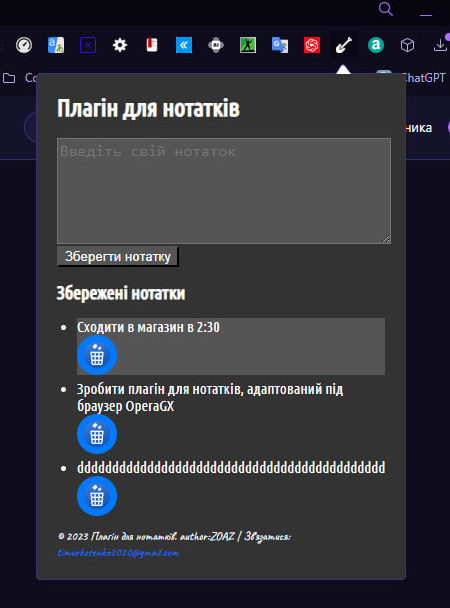 ChatGPT
ника
Плагін для нотатків
Введіть свій нотаток
Зберегти нотатку
Збережені нотатки
Сходити в магазин в 2:30
Зробити плагін для нотатків, адаптований під
браузер OperaGX
dddddddddddddddddddddddddddddddddddddddddddd
© 2023 Плагін для нотатків. author:ZOAZ | Зв'язатися:
timurkosenko2020@gmail.com